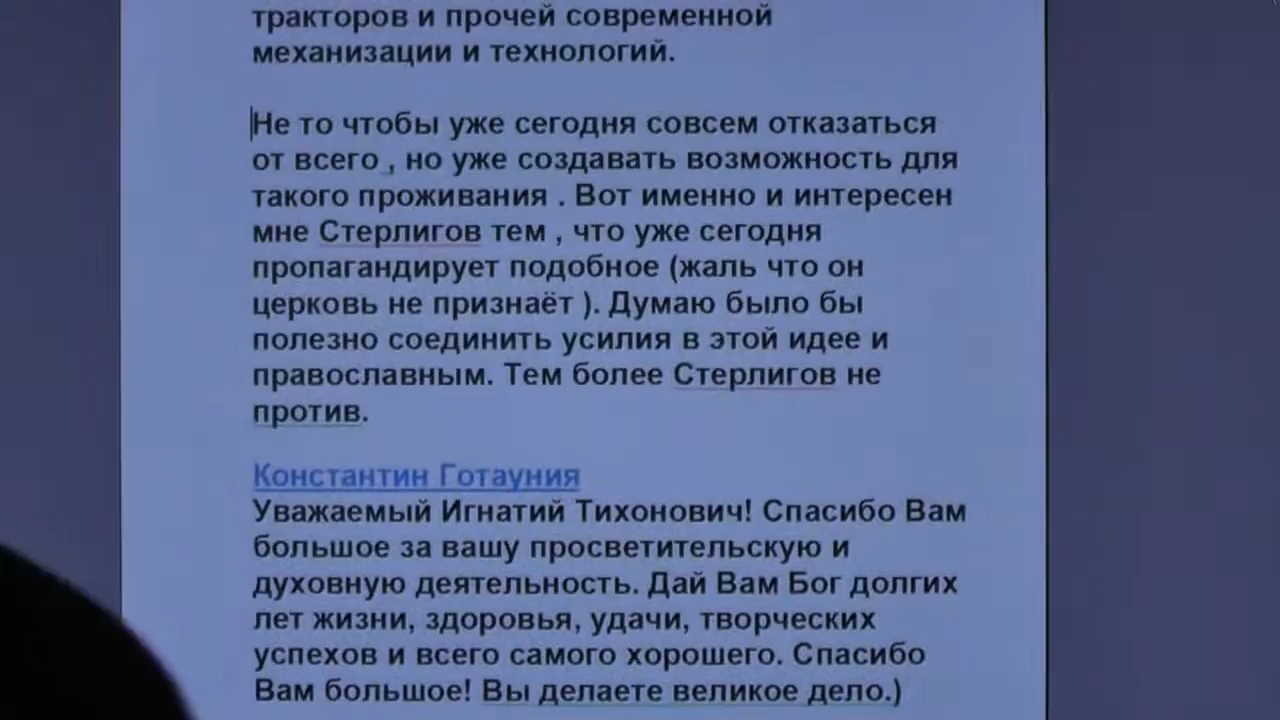 тракторов и прочей современной
механизации и технологий.
Не то чтобы уже сегодня совсем отказаться
от всего , но уже создавать возможность для
такого проживания . Вот именно и интересен
мне Стерлигов тем , что уже сегодня
пропагандирует подобное (жаль что он
церковь не признаёт ). Думаю было бы
полезно соединить усилия в этой идее и
православным. Тем более Стерлигов не
против.
Константин Готауния
Уважаемый Игнатий Тихонович! Спасибо Вам
большое за вашу просветительскую и
духовную деятельность. Дай Вам Бог долгих
лет жизни, здоровья, удачи, творческих
успехов и всего самого хорошего. Спасибо
Вам большое! Вы делаете великое дело.)